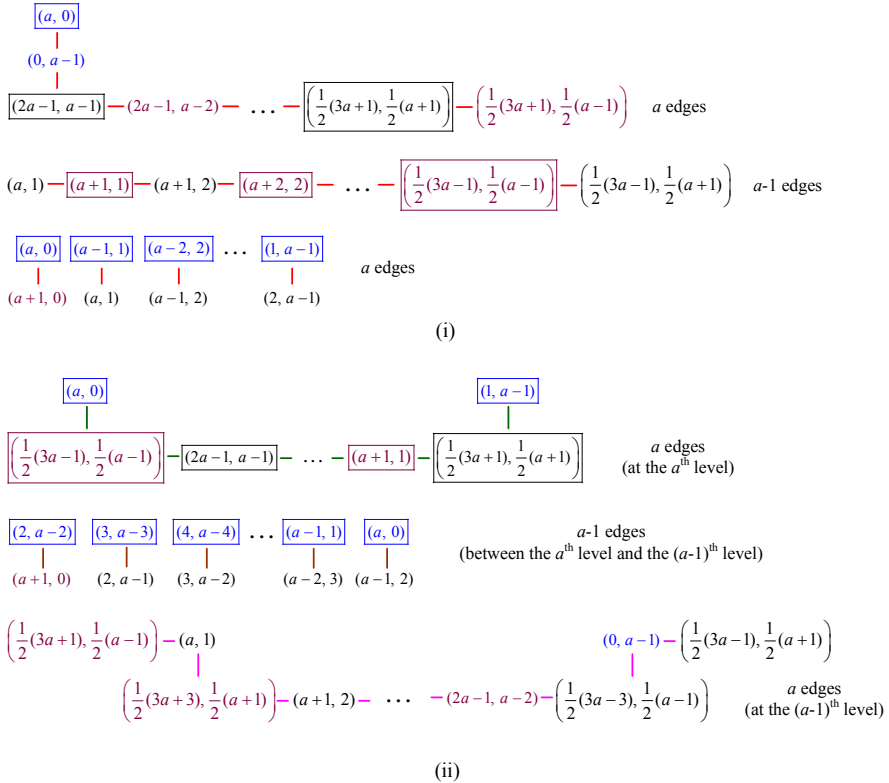 (a, 0)
(0, a−1)
(2a−1, a−1) (2a−1, a−2) … (1/2(3a+1), 1/2(a+1)) (1/2(3a+1), 1/2(a−1)) a edges
(a, 1) (a+1, 1) (a+1, 2) (a+2, 2) … (1/2(3a−1), 1/2(a−1)) (1/2(3a−1), 1/2(a+1)) a-1 edges
(a, 0) (a−1, 1) (a−2, 2) … (1, a−1)
a edges
(a+1, 0) (a, 1) (a−1, 2) (2, a−1)
(i)
(a, 0) (1, a−1)
(1/2(3a−1), 1/2(a−1)) (2a−1, a−1) … (a+1, 1) (1/2(3a+1), 1/2(a+1)) a edges
(at the a^th level)
(2, a−2) (3, a−3) (4, a−4) … (a−1, 1) (a, 0) a-1 edges
(between the a^th level and the (a-1)^th level)
(a+1, 0) (2, a−1) (3, a−2) (a−2, 3) (a−1, 2)
(1/2(3a+1), 1/2(a−1)) (a, 1) (0, a−1) (1/2(3a−1), 1/2(a+1))
(1/2(3a+3), 1/2(a+1)) (a+1, 2) … (2a−1, a−2) (1/2(3a−3), 1/2(a−1)) a edges
(at the (a-1)^th level)
(ii)